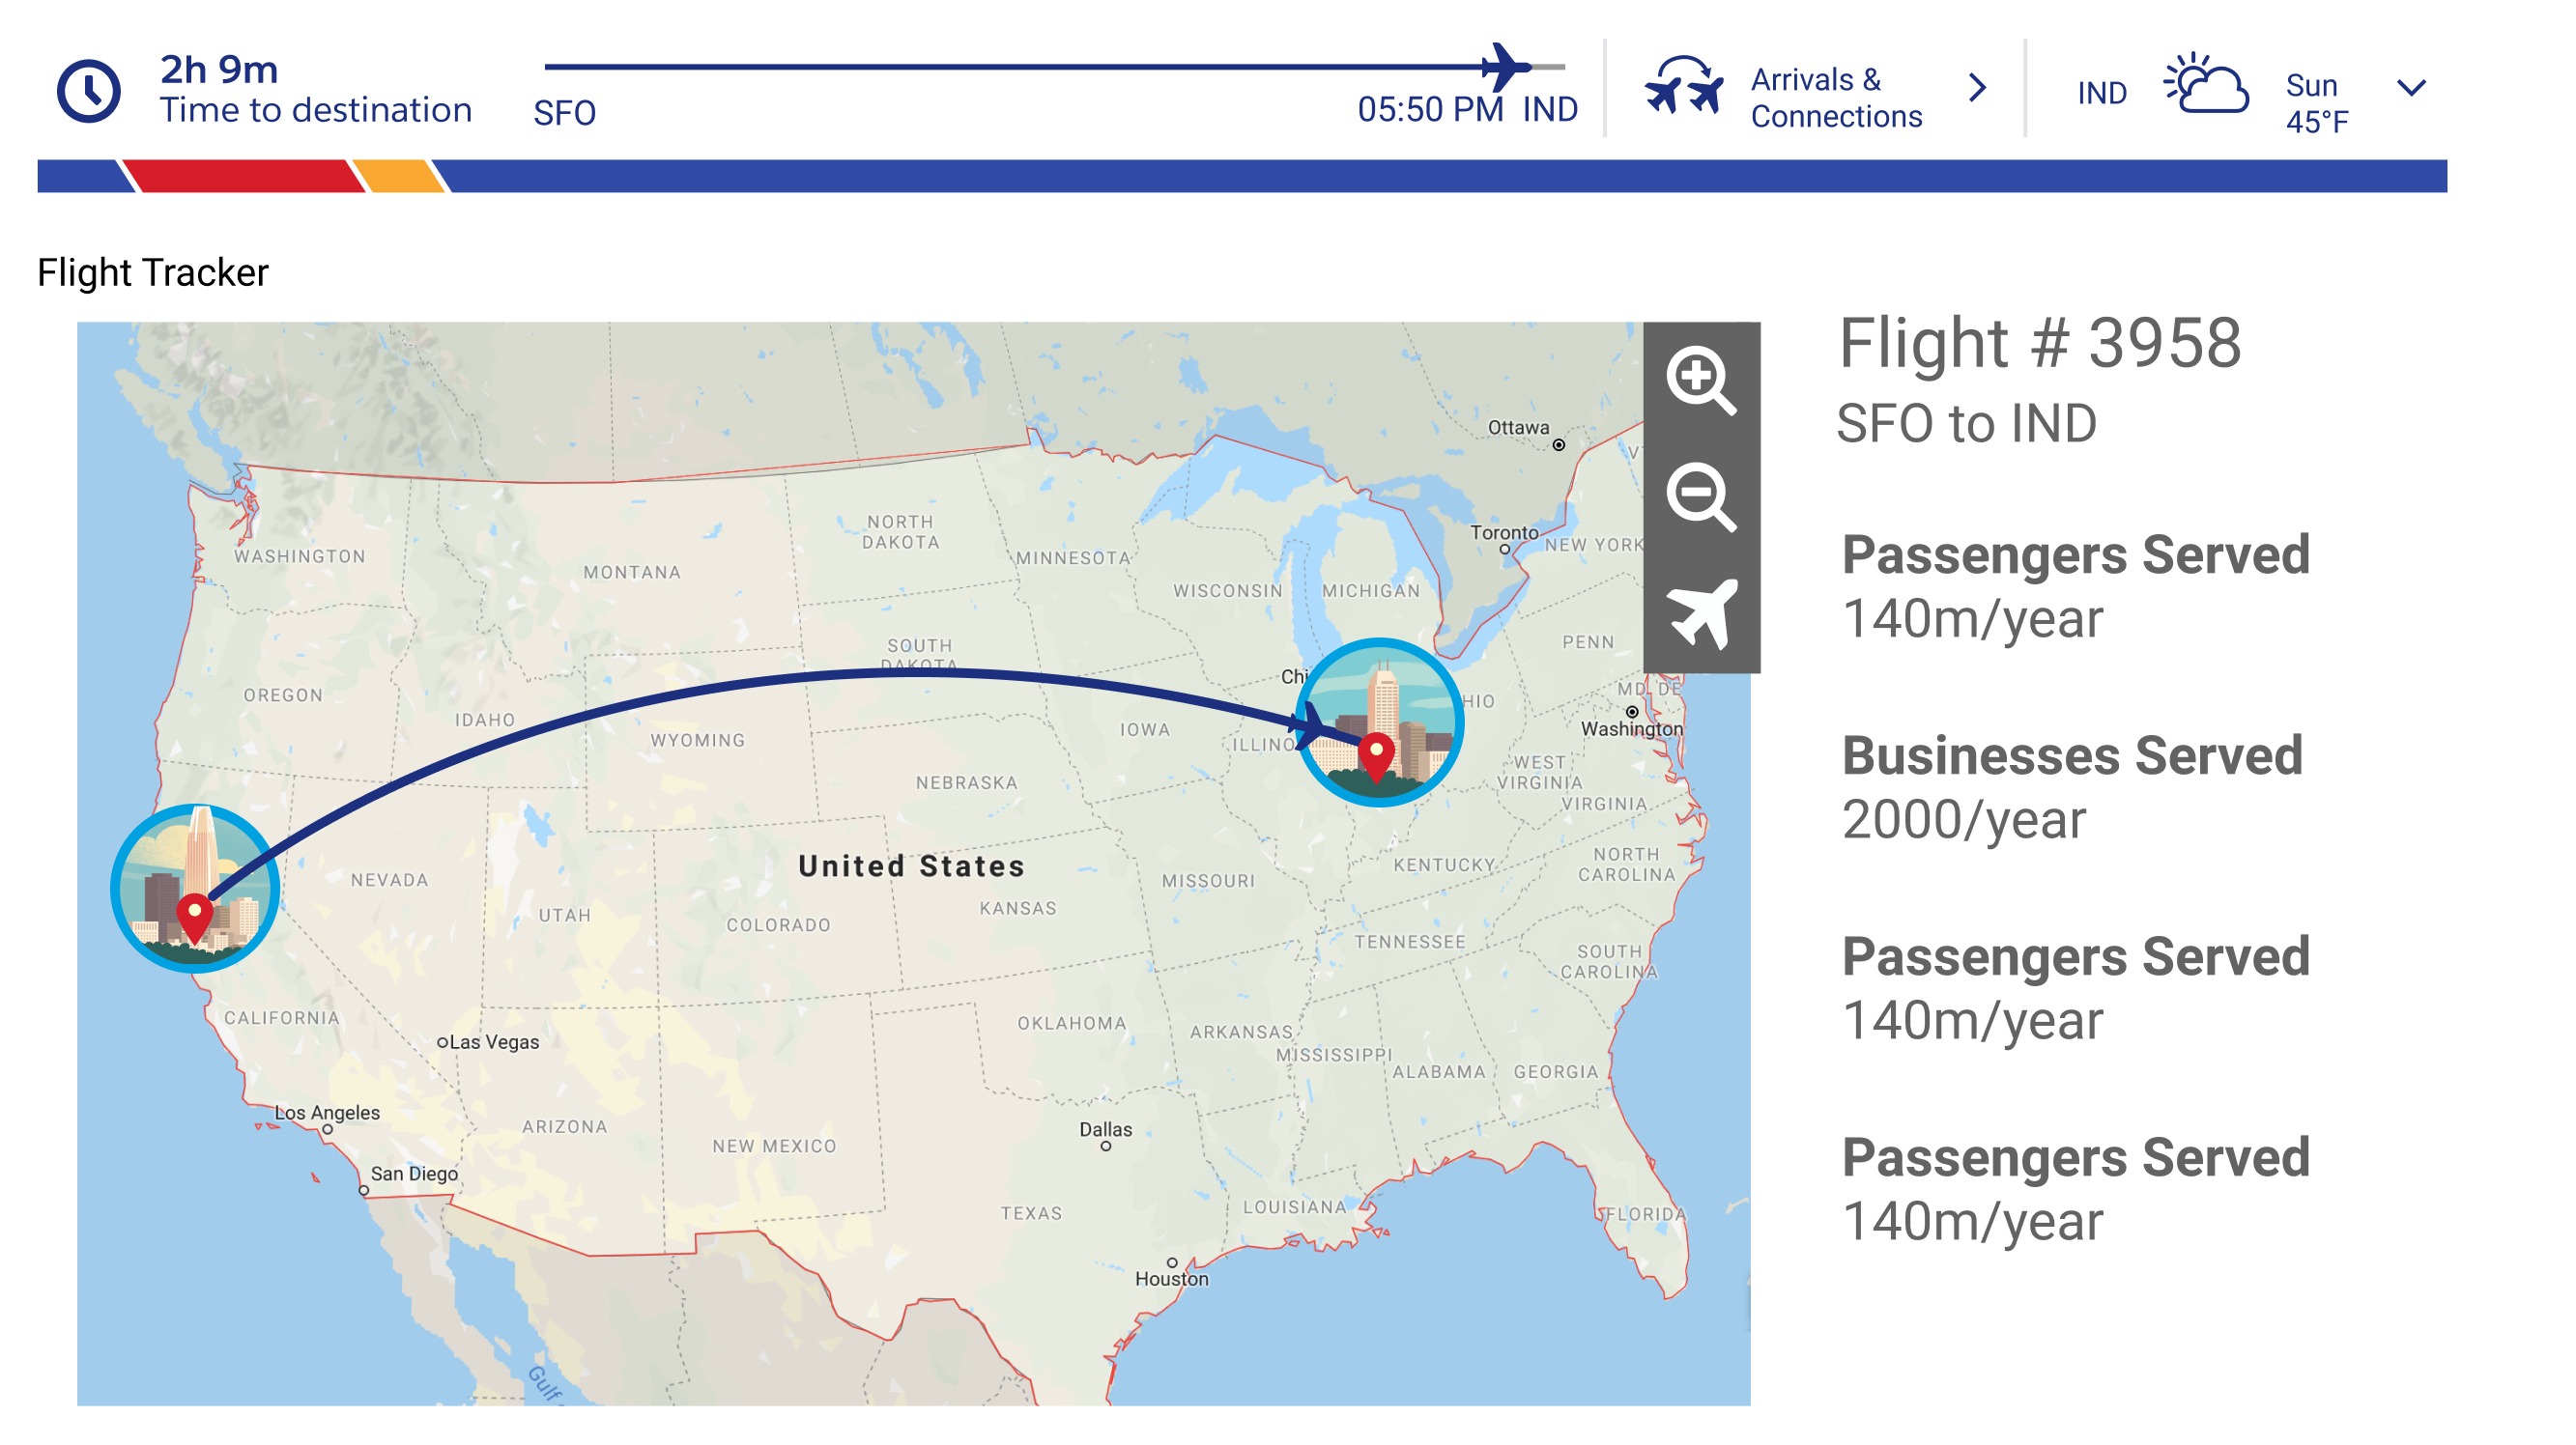 2h 9m
Time to destination
SFO
05:50 PM IND
Arrivals &
Connections
IND
Sun
45°F
Flight Tracker
Flight # 3958
SFO to IND
Passengers Served
140m/year
Businesses Served
2000/year
Passengers Served
140m/year
Passengers Served
140m/year
Ottawa
Toronto
NEW YORK
NORTH
DAKOTA
MINNESOTA
WASHINGTON
MONTANA
WISCONSIN
MICHIGAN
SOUTH
DAKOTA
PENN
OREGON
IDAHO
Chi
HIO
MD DE
Washington
WYOMING
IOWA
ILLINO
NEBRASKA
WEST
VIRGINIA
VIRGINIA
United States
NEVADA
UTAH
COLORADO
KANSAS
MISSOURI
KENTUCKY
NORTH
CAROLINA
TENNESSEE
SOUTH
CAROLINA
CALIFORNIA
Las Vegas
OKLAHOMA
ARKANSAS
MISSISSIPPI
ALABAMA
GEORGIA
Los Angeles
ARIZONA
NEW MEXICO
Dallas
San Diego
TEXAS
LOUISIANA
FLORIDA
Houston
Gulf